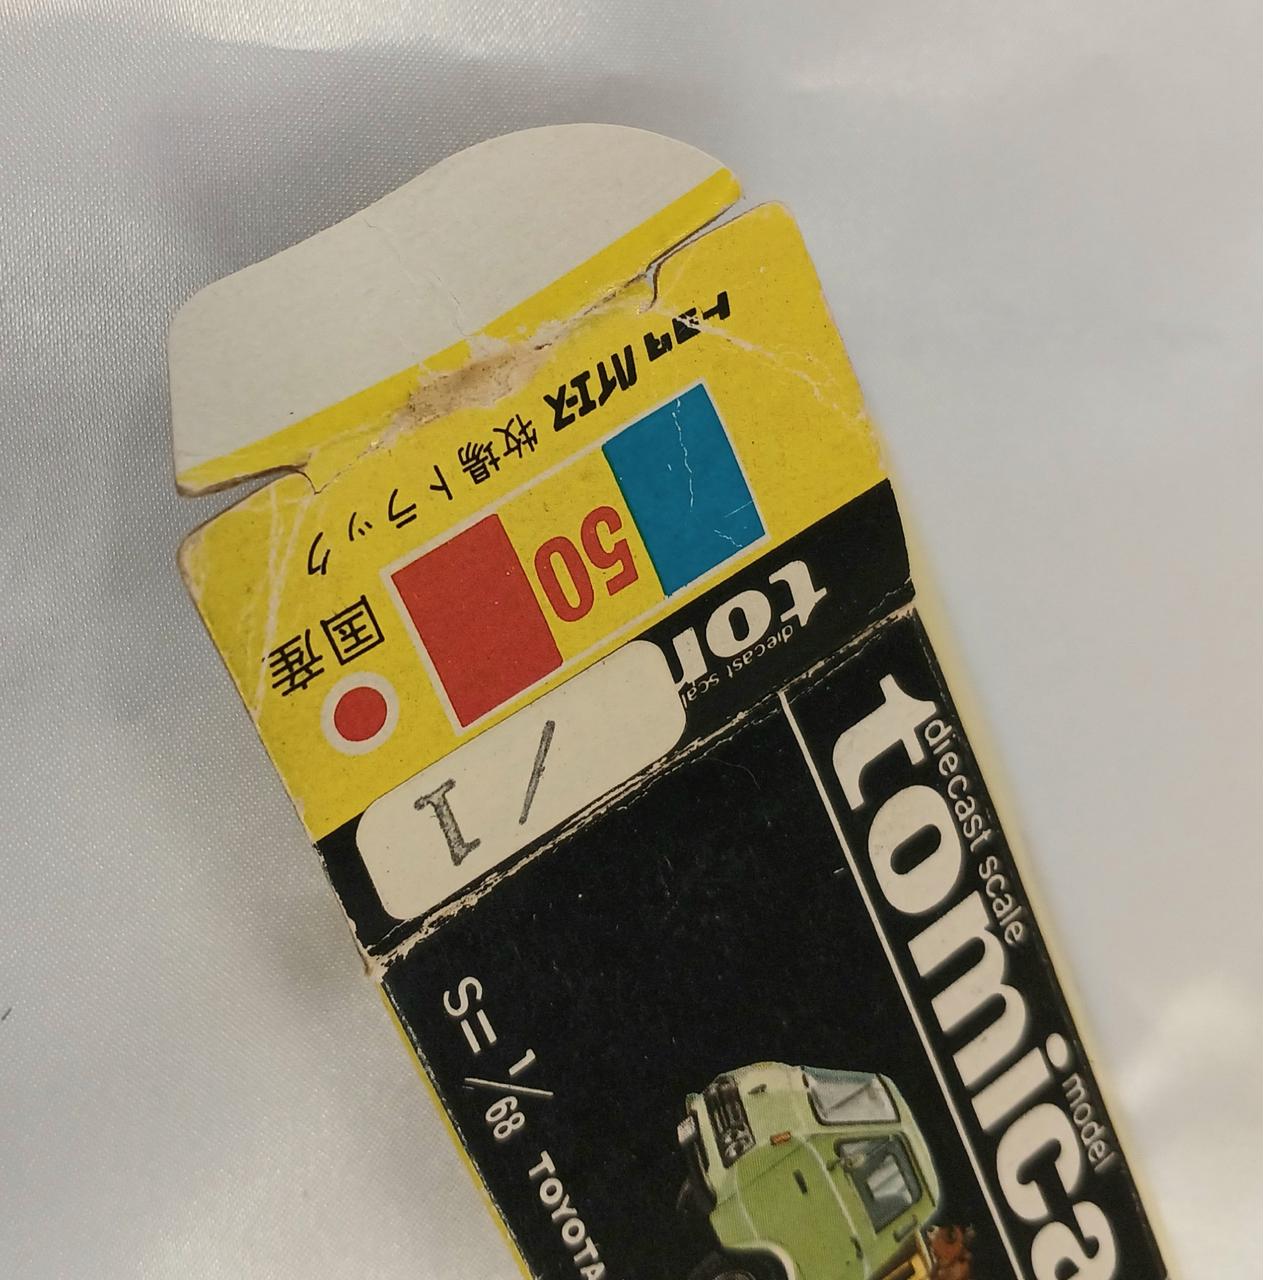 トヨタ ハイエース 牧場トラック
50
国産
tom
diecast scal
/ 1
tomica
diecast scale
model
S=1/68 TOYOTA